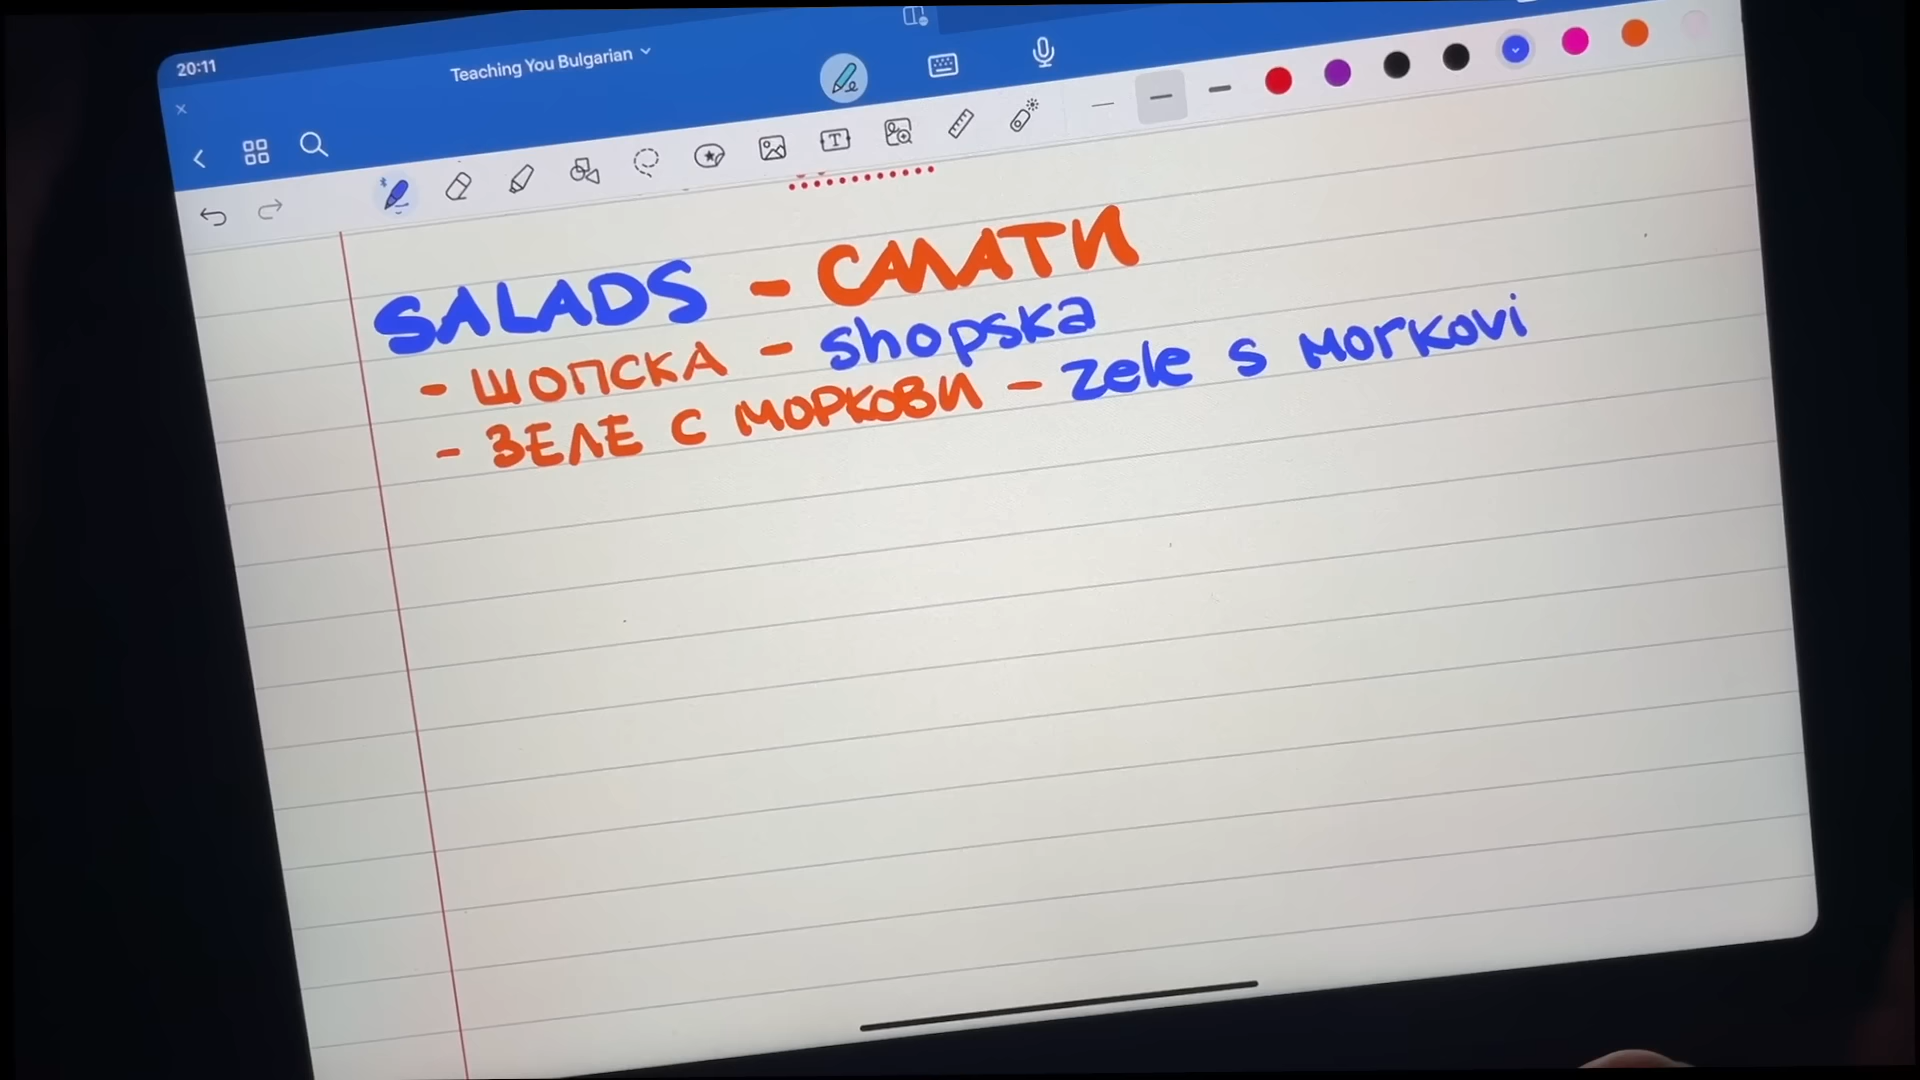 20:11
Teaching You Bulgarian
SALADS - САЛАТИ
- ШОПСКА - shopska
- ЗЕЛЕ С МОРКОВИ - zele s morkovi